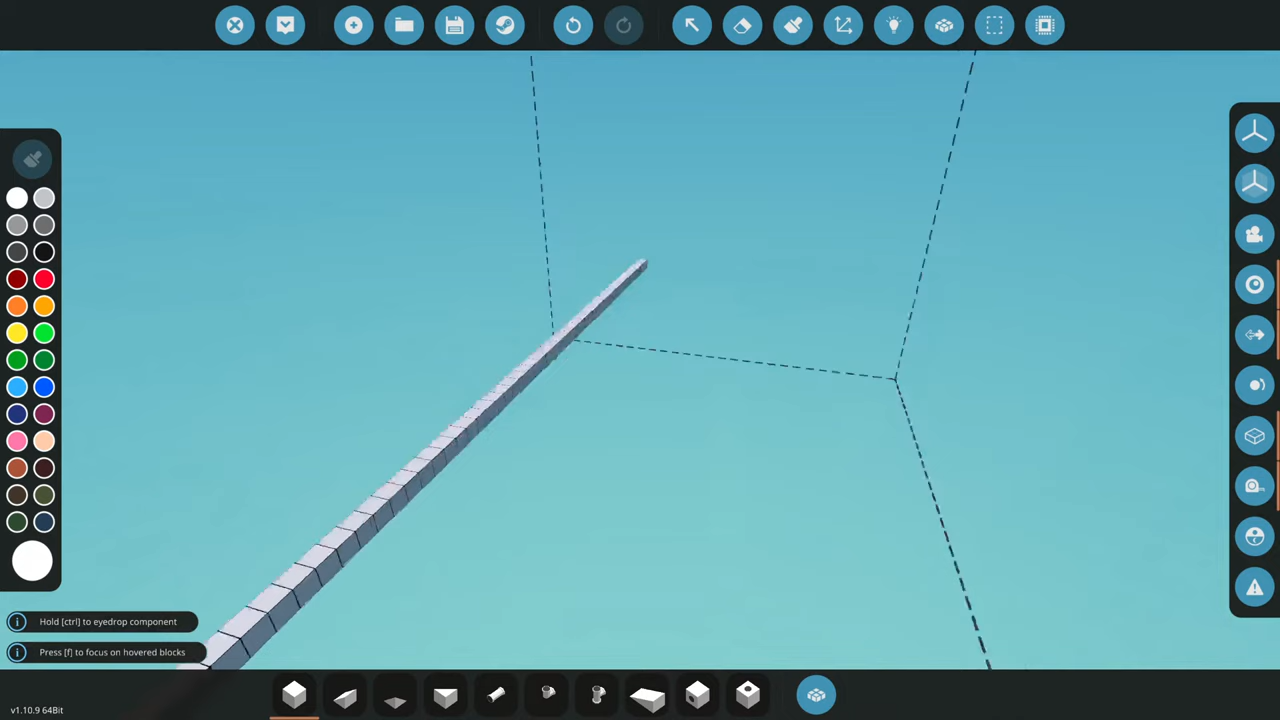 Hold [ctrl] to eyedrop component
Press [f] to focus on hovered blocks
v1.10.9 64Bit